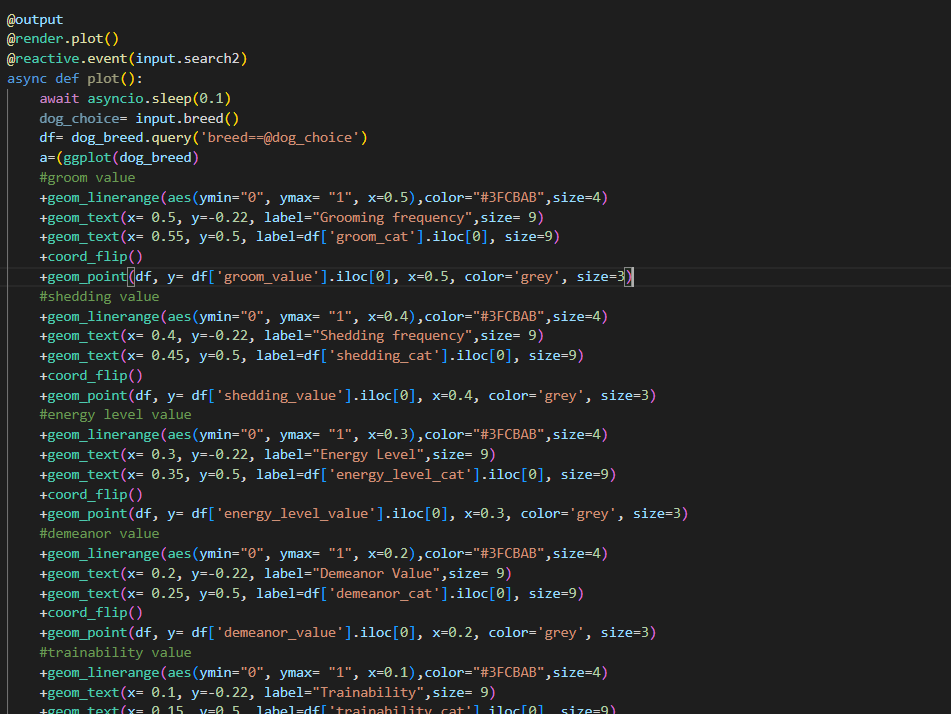 @output
@render.plot()
@reactive.event(input.search2)
async def plot():
    await asyncio.sleep(0.1)
    dog_choice= input.breed()
    df= dog_breed.query('breed==@dog_choice')
    a=(ggplot(dog_breed)
    #groom value
    +geom_linerange(aes(ymin="0", ymax= "1", x=0.5),color="#3FCBAB",size=4)
    +geom_text(x= 0.5, y=-0.22, label="Grooming frequency",size= 9)
    +geom_text(x= 0.55, y=0.5, label=df['groom_cat'].iloc[0], size=9)
    +coord_flip()
    +geom_point(df, y= df['groom_value'].iloc[0], x=0.5, color='grey', size=3)
    #shedding value
    +geom_linerange(aes(ymin="0", ymax= "1", x=0.4),color="#3FCBAB",size=4)
    +geom_text(x= 0.4, y=-0.22, label="Shedding frequency",size= 9)
    +geom_text(x= 0.45, y=0.5, label=df['shedding_cat'].iloc[0], size=9)
    +coord_flip()
    +geom_point(df, y= df['shedding_value'].iloc[0], x=0.4, color='grey', size=3)
    #energy level value
    +geom_linerange(aes(ymin="0", ymax= "1", x=0.3),color="#3FCBAB",size=4)
    +geom_text(x= 0.3, y=-0.22, label="Energy Level",size= 9)
    +geom_text(x= 0.35, y=0.5, label=df['energy_level_cat'].iloc[0], size=9)
    +coord_flip()
    +geom_point(df, y= df['energy_level_value'].iloc[0], x=0.3, color='grey', size=3)
    #demeanor value
    +geom_linerange(aes(ymin="0", ymax= "1", x=0.2),color="#3FCBAB",size=4)
    +geom_text(x= 0.2, y=-0.22, label="Demeanor Value",size= 9)
    +geom_text(x= 0.25, y=0.5, label=df['demeanor_cat'].iloc[0], size=9)
    +coord_flip()
    +geom_point(df, y= df['demeanor_value'].iloc[0], x=0.2, color='grey', size=3)
    #trainability value
    +geom_linerange(aes(ymin="0", ymax= "1", x=0.1),color="#3FCBAB",size=4)
    +geom_text(x= 0.1, y=-0.22, label="Trainability",size= 9)
    +geom_text(x= 0.15, y=0.5, label=df['trainability_cat'].iloc[0], size=9)